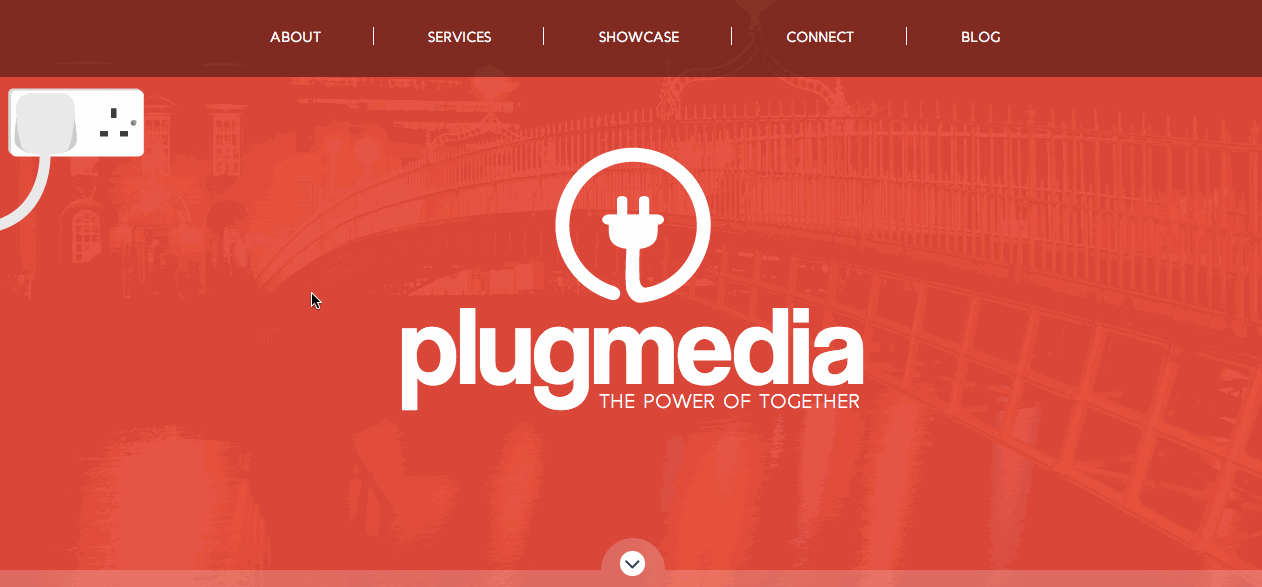 ABOUT SERVICES SHOWCASE CONNECT BLOG
plugmedia
THE POWER OF TOGETHER